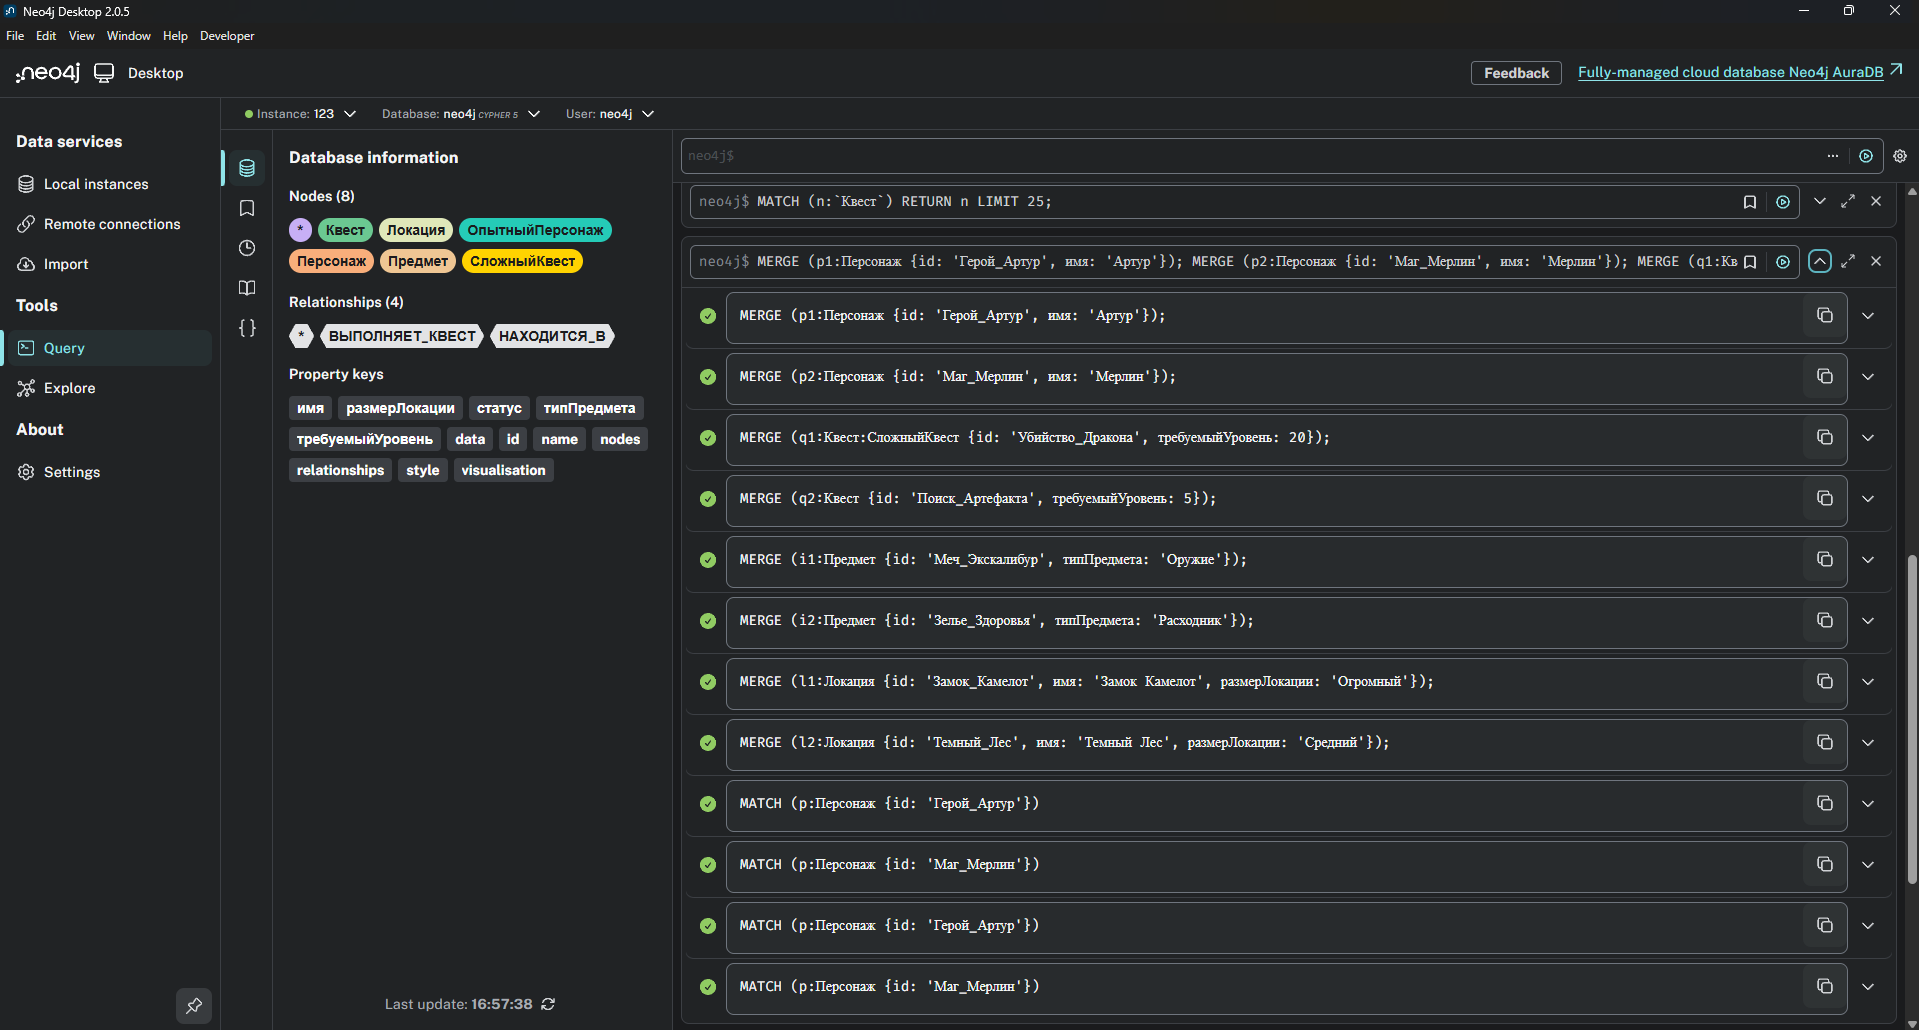 Neo4j Desktop 2.0.5
File Edit View Window Help Developer
neo4j Desktop
Feedback Fully-managed cloud database Neo4j AuraDB
Data services
Local instances
Remote connections
Import
Tools
Query
Explore
About
Settings
Instance: 123 Database: neo4j CYPHER 5 User: neo4j
Database information
Nodes (8)
* Квест Локация ОпытныйПерсонаж
Персонаж Предмет СложныйКвест
Relationships (4)
* ВЫПОЛНЯЕТ_КВЕСТ НАХОДИТСЯ_В
Property keys
имя размерЛокации статус типПредмета
требуемыйУровень data id name nodes
relationships style visualisation
Last update: 16:57:38
neo4j$
neo4j$ MATCH (n:`Квест`) RETURN n LIMIT 25;
neo4j$ MERGE (p1:Персонаж {id: 'Герой_Артур', имя: 'Артур'}); MERGE (p2:Персонаж {id: 'Маг_Мерлин', имя: 'Мерлин'}); MERGE (q1:Кв
MERGE (p1:Персонаж {id: 'Герой_Артур', имя: 'Артур'});
MERGE (p2:Персонаж {id: 'Маг_Мерлин', имя: 'Мерлин'});
MERGE (q1:Квест:СложныйКвест {id: 'Убийство_Дракона', требуемыйУровень: 20});
MERGE (q2:Квест {id: 'Поиск_Артефакта', требуемыйУровень: 5});
MERGE (i1:Предмет {id: 'Меч_Экскалибур', типПредмета: 'Оружие'});
MERGE (i2:Предмет {id: 'Зелье_Здоровья', типПредмета: 'Расходник'});
MERGE (l1:Локация {id: 'Замок_Камелот', имя: 'Замок Камелот', размерЛокации: 'Огромный'});
MERGE (l2:Локация {id: 'Темный_Лес', имя: 'Темный Лес', размерЛокации: 'Средний'});
MATCH (p:Персонаж {id: 'Герой_Артур'})
MATCH (p:Персонаж {id: 'Маг_Мерлин'})
MATCH (p:Персонаж {id: 'Герой_Артур'})
MATCH (p:Персонаж {id: 'Маг_Мерлин'})